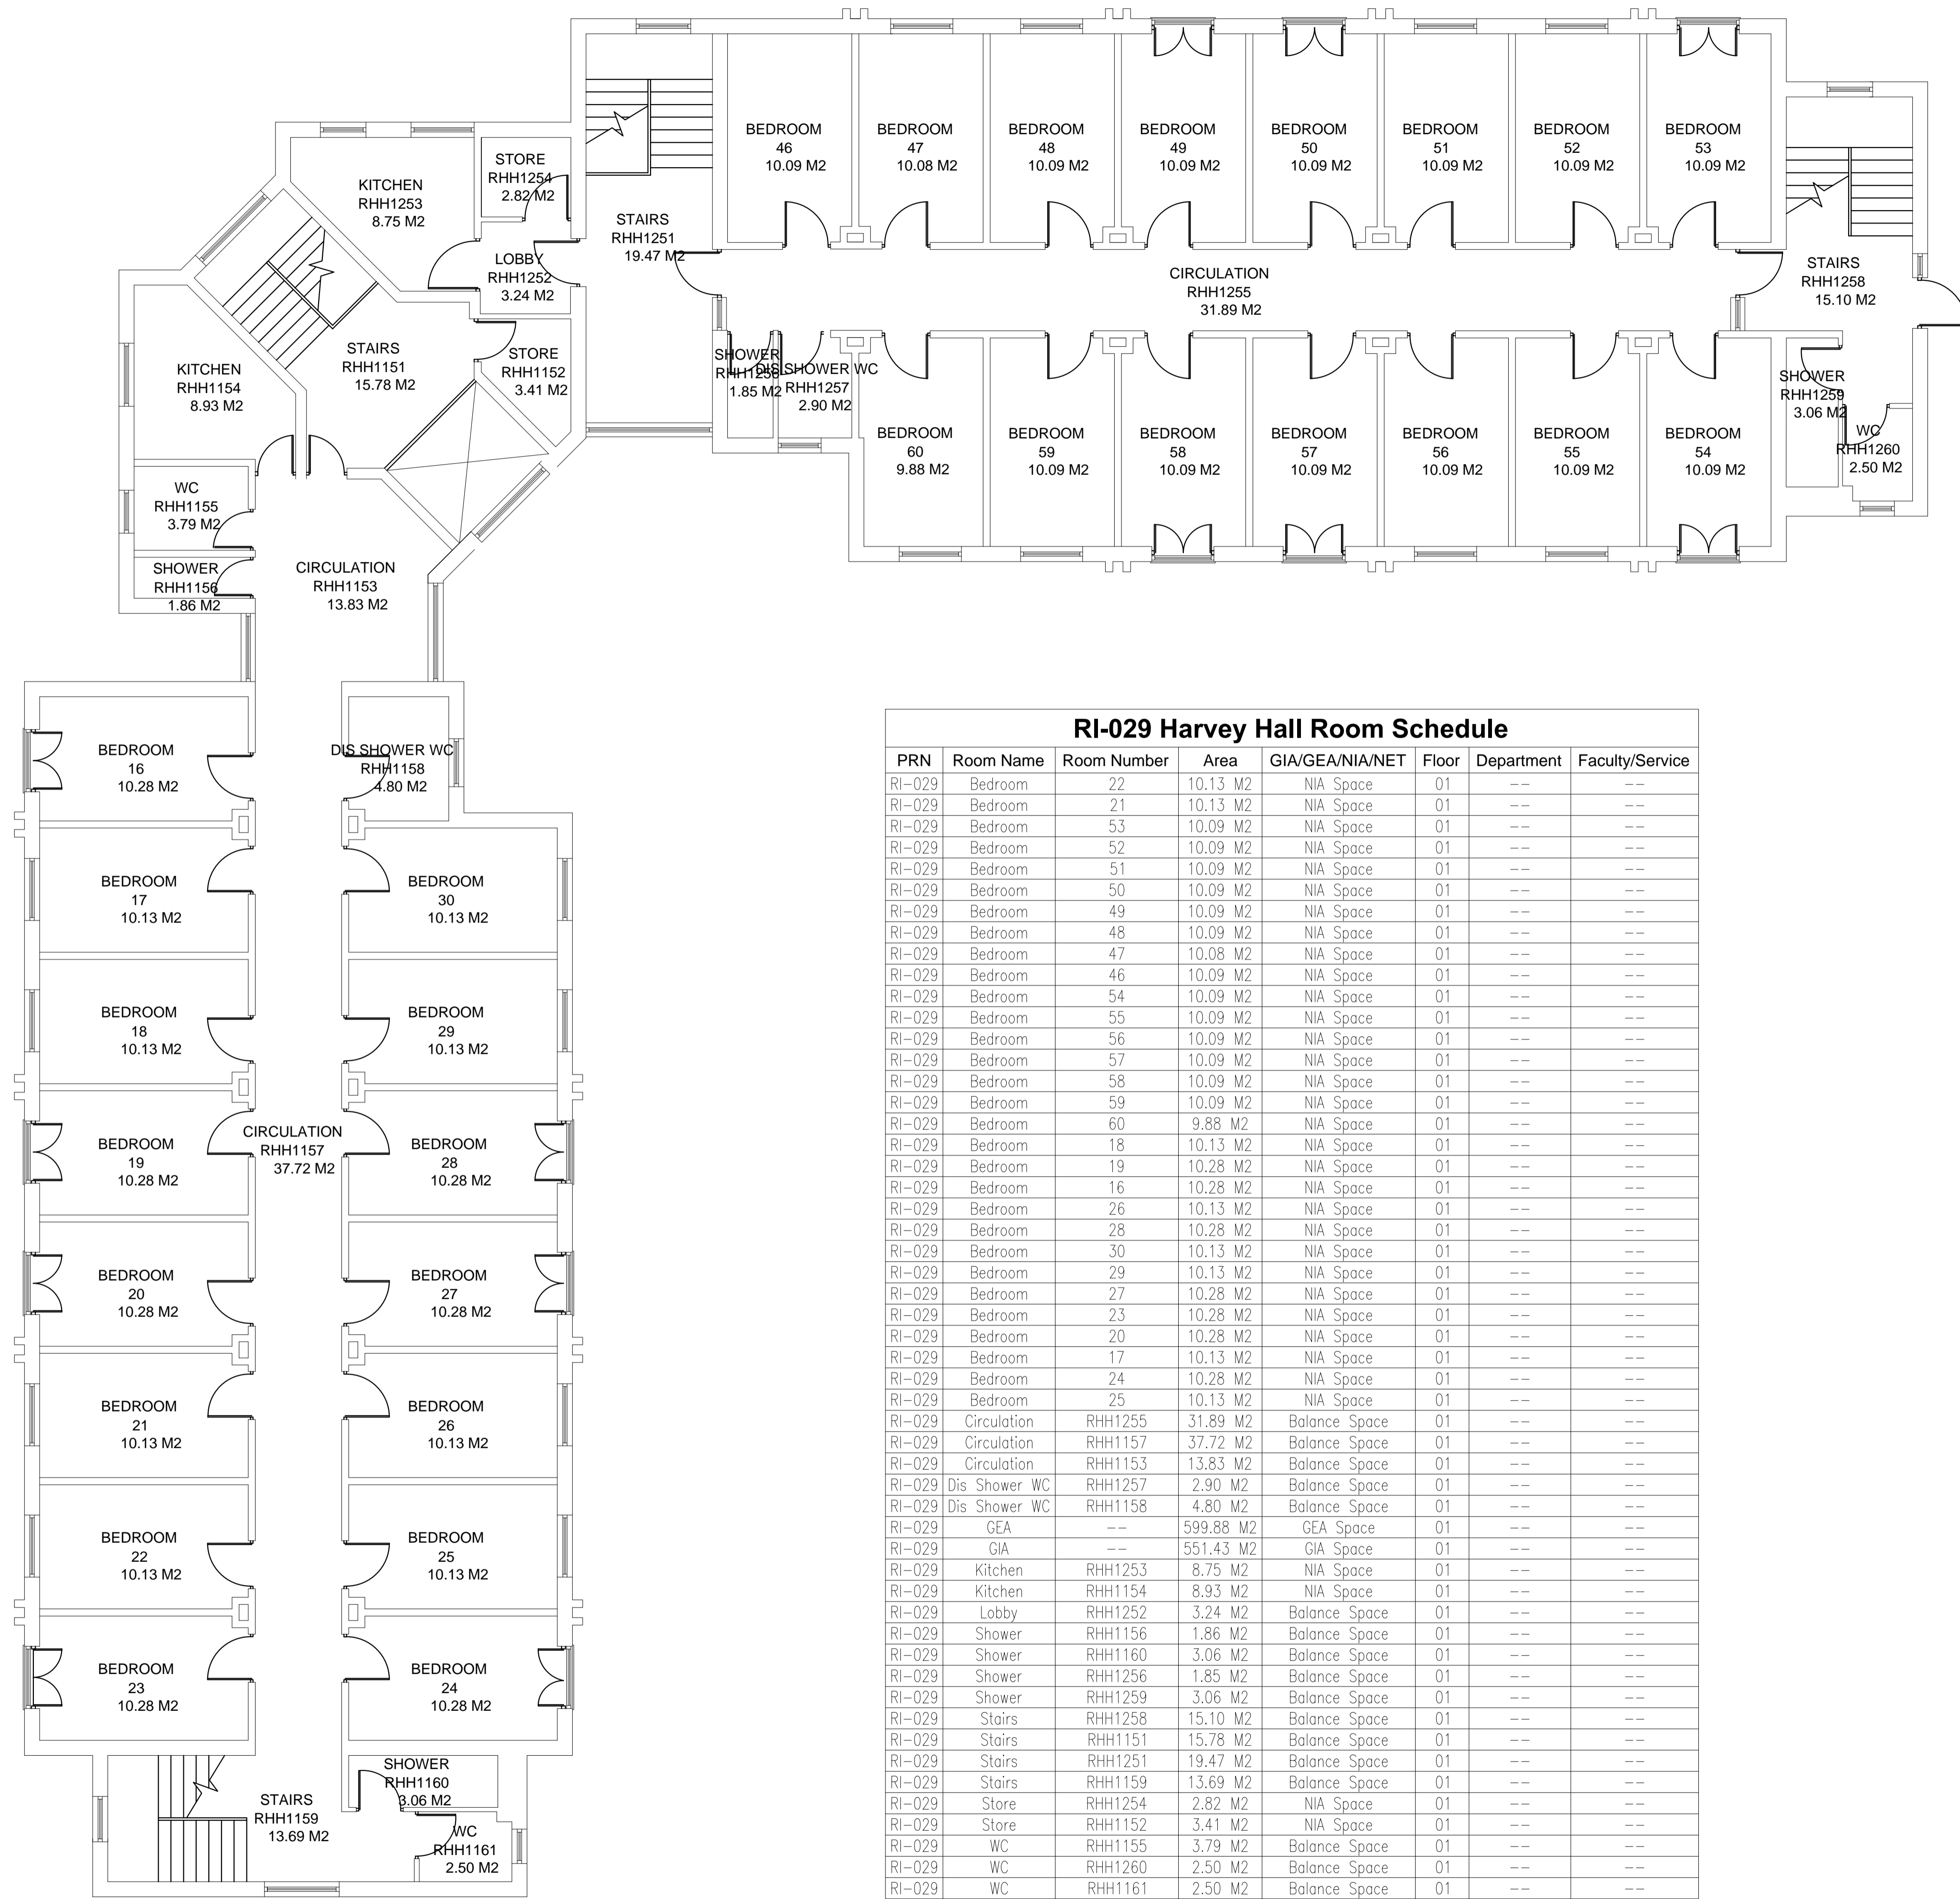 BEDROOM
46
10.09 M2
BEDROOM
47
10.08 M2
BEDROOM
48
10.09 M2
BEDROOM
49
10.09 M2
BEDROOM
50
10.09 M2
BEDROOM
51
10.09 M2
BEDROOM
52
10.09 M2
BEDROOM
53
10.09 M2
STORE
RHH1254
2.82 M2
KITCHEN
RHH1253
8.75 M2
STAIRS
RHH1251
19.47 M2
LOBBY
RHH1252
3.24 M2
CIRCULATION
RHH1255
31.89 M2
STAIRS
RHH1258
15.10 M2
KITCHEN
RHH1154
8.93 M2
STAIRS
RHH1151
15.78 M2
STORE
RHH1152
3.41 M2
SHOWER
RHH1256
1.85 M2
DIS SHOWER WC
RHH1257
2.90 M2
SHOWER
RHH1259
3.06 M2
BEDROOM
60
9.88 M2
BEDROOM
59
10.09 M2
BEDROOM
58
10.09 M2
BEDROOM
57
10.09 M2
BEDROOM
56
10.09 M2
BEDROOM
55
10.09 M2
BEDROOM
54
10.09 M2
WC
RHH1260
2.50 M2
WC
RHH1155
3.79 M2
SHOWER
RHH1156
1.86 M2
CIRCULATION
RHH1153
13.83 M2
BEDROOM
16
10.28 M2
DIS SHOWER WC
RHH1158
4.80 M2
BEDROOM
17
10.13 M2
BEDROOM
30
10.13 M2
BEDROOM
18
10.13 M2
BEDROOM
29
10.13 M2
BEDROOM
19
10.28 M2
CIRCULATION
RHH1157
37.72 M2
BEDROOM
28
10.28 M2
BEDROOM
20
10.28 M2
BEDROOM
27
10.28 M2
BEDROOM
21
10.13 M2
BEDROOM
26
10.13 M2
BEDROOM
22
10.13 M2
BEDROOM
25
10.13 M2
BEDROOM
23
10.28 M2
BEDROOM
24
10.28 M2
SHOWER
RHH1160
3.06 M2
STAIRS
RHH1159
13.69 M2
WC
RHH1161
2.50 M2
RI-029 Harvey Hall Room Schedule
PRN Room Name Room Number Area GIA/GEA/NIA/NET Floor Department Faculty/Service
RI-029 Bedroom 22 10.13 M2 NIA Space 01 -- --
RI-029 Bedroom 21 10.13 M2 NIA Space 01 -- --
RI-029 Bedroom 53 10.09 M2 NIA Space 01 -- --
RI-029 Bedroom 52 10.09 M2 NIA Space 01 -- --
RI-029 Bedroom 51 10.09 M2 NIA Space 01 -- --
RI-029 Bedroom 50 10.09 M2 NIA Space 01 -- --
RI-029 Bedroom 49 10.09 M2 NIA Space 01 -- --
RI-029 Bedroom 48 10.09 M2 NIA Space 01 -- --
RI-029 Bedroom 47 10.08 M2 NIA Space 01 -- --
RI-029 Bedroom 46 10.09 M2 NIA Space 01 -- --
RI-029 Bedroom 54 10.09 M2 NIA Space 01 -- --
RI-029 Bedroom 55 10.09 M2 NIA Space 01 -- --
RI-029 Bedroom 56 10.09 M2 NIA Space 01 -- --
RI-029 Bedroom 57 10.09 M2 NIA Space 01 -- --
RI-029 Bedroom 58 10.09 M2 NIA Space 01 -- --
RI-029 Bedroom 59 10.09 M2 NIA Space 01 -- --
RI-029 Bedroom 60 9.88 M2 NIA Space 01 -- --
RI-029 Bedroom 18 10.13 M2 NIA Space 01 -- --
RI-029 Bedroom 19 10.28 M2 NIA Space 01 -- --
RI-029 Bedroom 16 10.28 M2 NIA Space 01 -- --
RI-029 Bedroom 26 10.13 M2 NIA Space 01 -- --
RI-029 Bedroom 28 10.28 M2 NIA Space 01 -- --
RI-029 Bedroom 30 10.13 M2 NIA Space 01 -- --
RI-029 Bedroom 29 10.13 M2 NIA Space 01 -- --
RI-029 Bedroom 27 10.28 M2 NIA Space 01 -- --
RI-029 Bedroom 23 10.28 M2 NIA Space 01 -- --
RI-029 Bedroom 20 10.28 M2 NIA Space 01 -- --
RI-029 Bedroom 17 10.13 M2 NIA Space 01 -- --
RI-029 Bedroom 24 10.28 M2 NIA Space 01 -- --
RI-029 Bedroom 25 10.13 M2 NIA Space 01 -- --
RI-029 Circulation RHH1255 31.89 M2 Balance Space 01 -- --
RI-029 Circulation RHH1157 37.72 M2 Balance Space 01 -- --
RI-029 Circulation RHH1153 13.83 M2 Balance Space 01 -- --
RI-029 Dis Shower WC RHH1257 2.90 M2 Balance Space 01 -- --
RI-029 Dis Shower WC RHH1158 4.80 M2 Balance Space 01 -- --
RI-029 GEA -- 599.88 M2 GEA Space 01 -- --
RI-029 GIA -- 551.43 M2 GIA Space 01 -- --
RI-029 Kitchen RHH1253 8.75 M2 NIA Space 01 -- --
RI-029 Kitchen RHH1154 8.93 M2 NIA Space 01 -- --
RI-029 Lobby RHH1252 3.24 M2 Balance Space 01 -- --
RI-029 Shower RHH1156 1.86 M2 Balance Space 01 -- --
RI-029 Shower RHH1160 3.06 M2 Balance Space 01 -- --
RI-029 Shower RHH1256 1.85 M2 Balance Space 01 -- --
RI-029 Shower RHH1259 3.06 M2 Balance Space 01 -- --
RI-029 Stairs RHH1258 15.10 M2 Balance Space 01 -- --
RI-029 Stairs RHH1151 15.78 M2 Balance Space 01 -- --
RI-029 Stairs RHH1251 19.47 M2 Balance Space 01 -- --
RI-029 Stairs RHH1159 13.69 M2 Balance Space 01 -- --
RI-029 Store RHH1254 2.82 M2 NIA Space 01 -- --
RI-029 Store RHH1152 3.41 M2 NIA Space 01 -- --
RI-029 WC RHH1155 3.79 M2 Balance Space 01 -- --
RI-029 WC RHH1260 2.50 M2 Balance Space 01 -- --
RI-029 WC RHH1161 2.50 M2 Balance Space 01 -- --